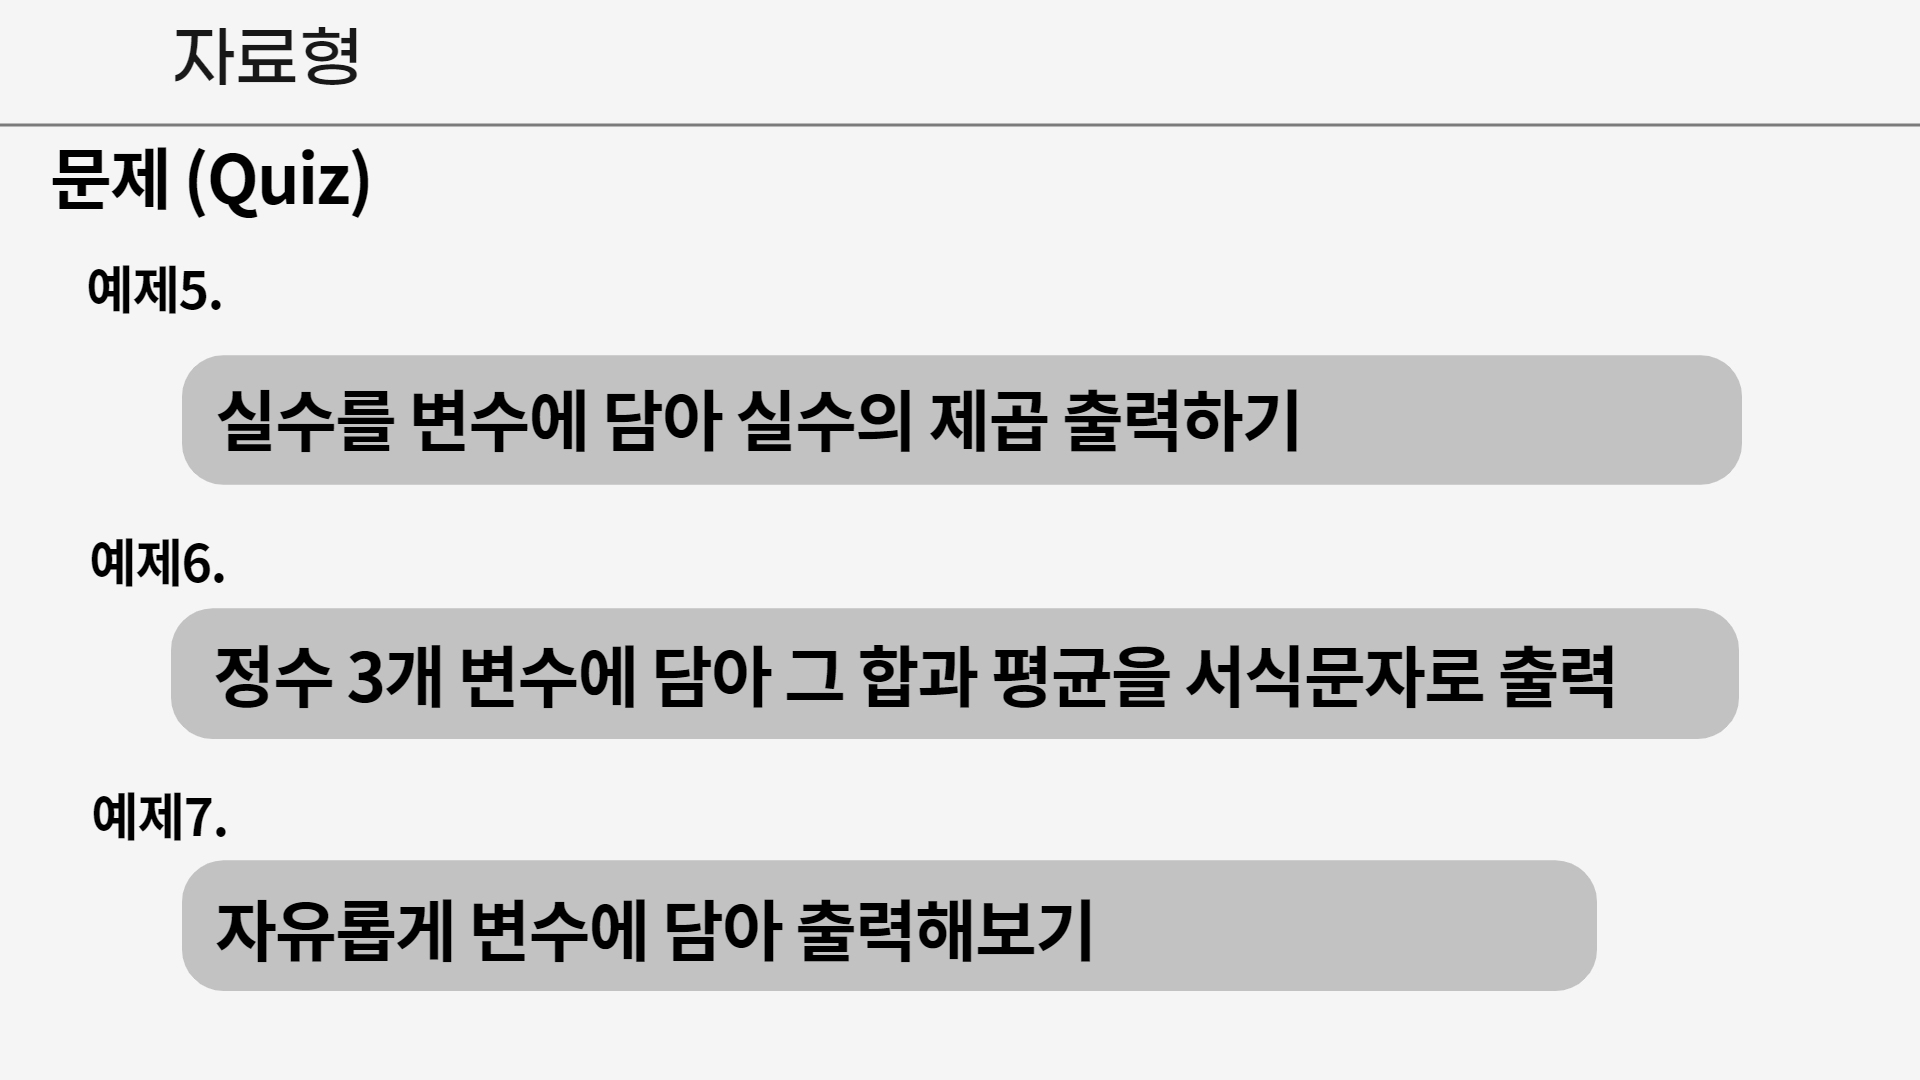 자료형
문제 (Quiz)
예제5.
실수를 변수에 담아 실수의 제곱 출력하기
예제6.
정수 3개 변수에 담아 그 합과 평균을 서식문자로 출력
예제7.
자유롭게 변수에 담아 출력해보기